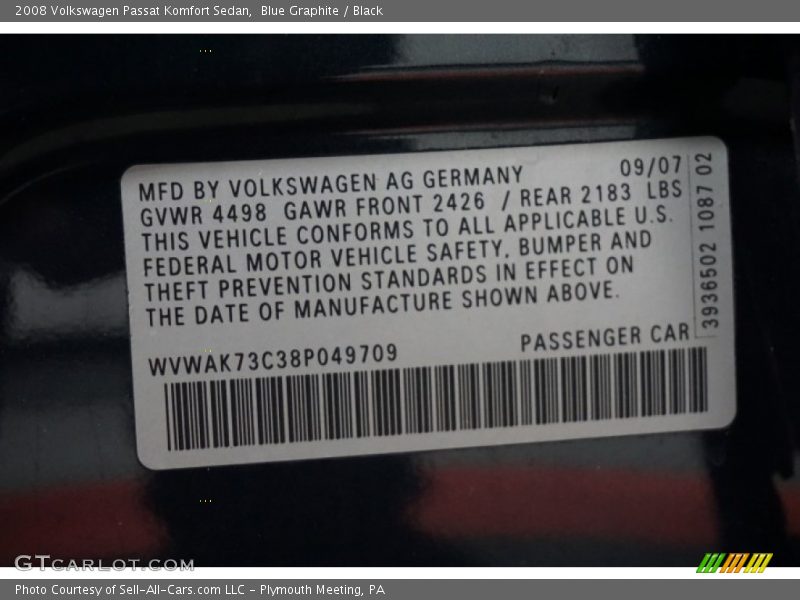 2008 Volkswagen Passat Komfort Sedan,  Blue Graphite / Black
MFD BY VOLKSWAGEN AG GERMANY 09/07
GVWR 4498 GAWR FRONT 2426 / REAR 2183 LBS
THIS VEHICLE CONFORMS TO ALL APPLICABLE U.S.
FEDERAL MOTOR VEHICLE SAFETY, BUMPER AND
THEFT PREVENTION STANDARDS IN EFFECT ON
THE DATE OF MANUFACTURE SHOWN ABOVE.
3936502 1087 02
WVWAK73C38P049709 PASSENGER CAR
GTCARLOT.COM
Photo Courtesy of Sell-All-Cars.com LLC - Plymouth Meeting, PA